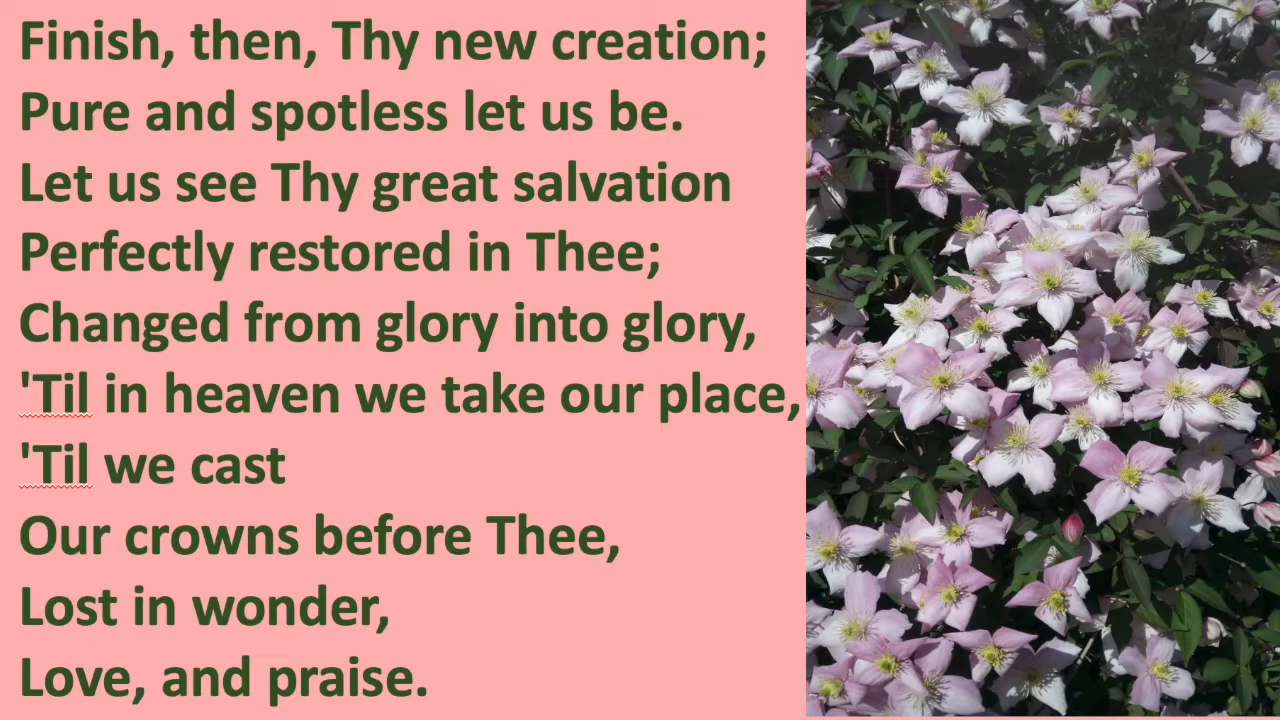 Finish, then, Thy new creation;
Pure and spotless let us be.
Let us see Thy great salvation
Perfectly restored in Thee;
Changed from glory into glory,
'Til in heaven we take our place,
'Til we cast
Our crowns before Thee,
Lost in wonder,
Love, and praise.